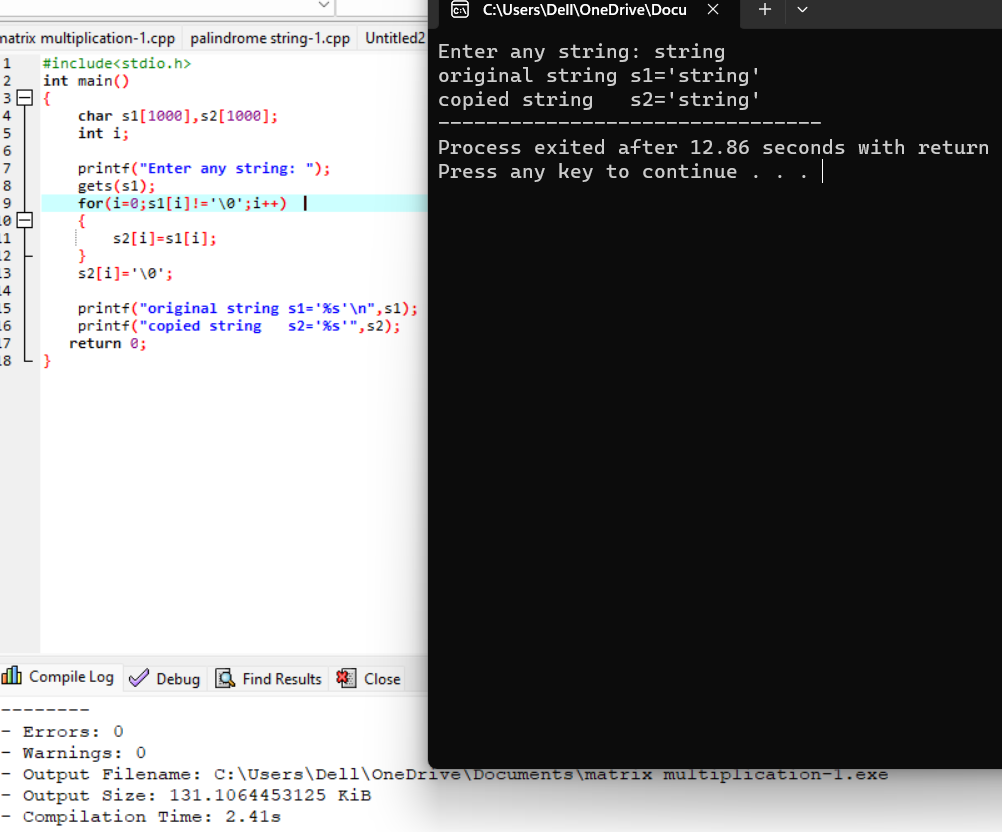 C:\Users\Dell\OneDrive\Docu
matrix multiplication-1.cpp palindrome string-1.cpp Untitled2
1 #include<stdio.h>
2 int main()
3 {
4 char s1[1000],s2[1000];
5 int i;
6
7 printf("Enter any string: ");
8 gets(s1);
9 for(i=0;s1[i]!='\0';i++)
10 {
11 s2[i]=s1[i];
12 }
13 s2[i]='\0';
14
15 printf("original string s1='%s'\n",s1);
16 printf("copied string   s2='%s'",s2);
17 return 0;
18 }
Enter any string: string
original string s1='string'
copied string   s2='string'
--------------------------------
Process exited after 12.86 seconds with return
Press any key to continue . . .
Compile Log Debug Find Results Close
--------
- Errors: 0
- Warnings: 0
- Output Filename: C:\Users\Dell\OneDrive\Documents\matrix multiplication-1.exe
- Output Size: 131.1064453125 KiB
- Compilation Time: 2.41s